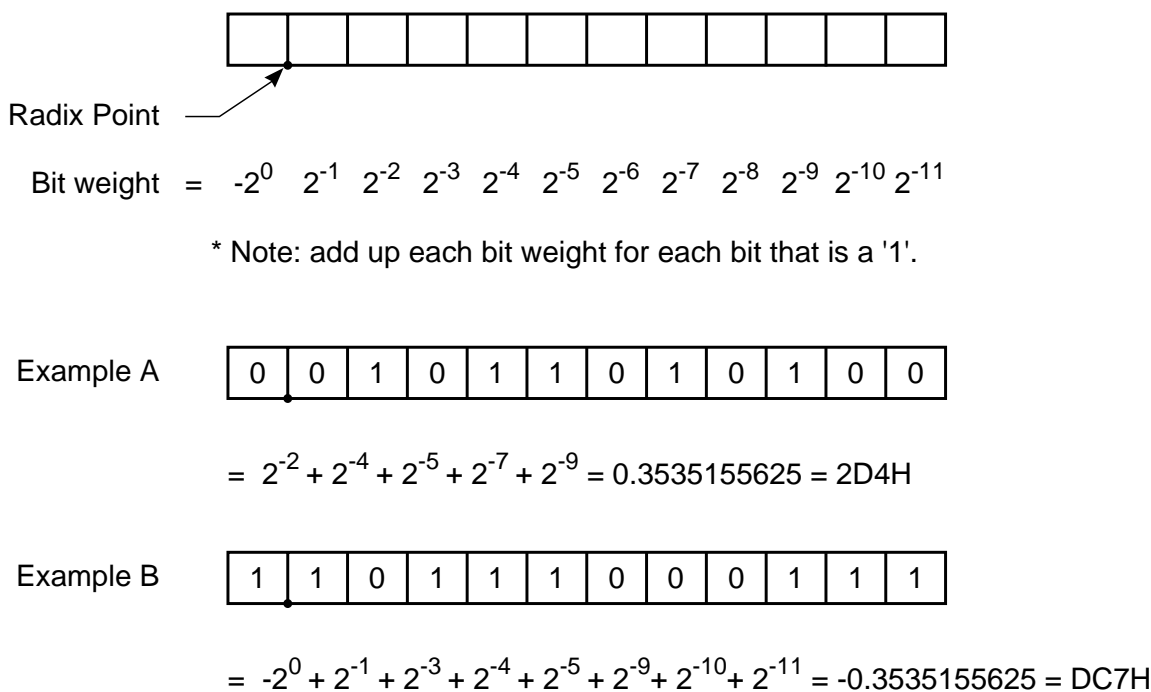 Radix Point
Bit weight = -2^0 2^-1 2^-2 2^-3 2^-4 2^-5 2^-6 2^-7 2^-8 2^-9 2^-10 2^-11
* Note: add up each bit weight for each bit that is a '1'.
Example A 0 0 1 0 1 1 0 1 0 1 0 0
= 2^-2 + 2^-4 + 2^-5 + 2^-7 + 2^-9 = 0.3535155625 = 2D4H
Example B 1 1 0 1 1 1 0 0 0 1 1 1
= -2^0 + 2^-1 + 2^-3 + 2^-4 + 2^-5 + 2^-9 + 2^-10 + 2^-11 = -0.3535155625 = DC7H